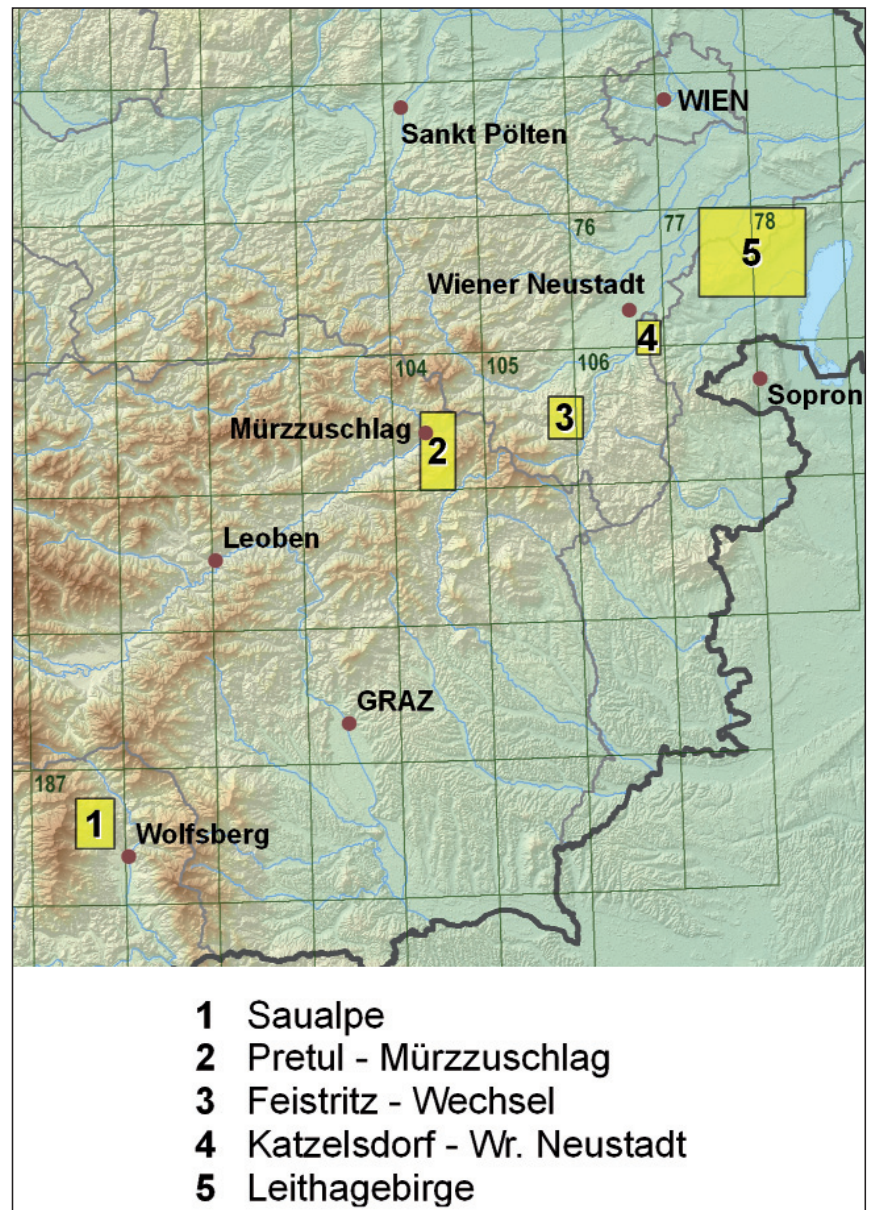 WIEN
Sankt Pölten
76
77
78
5
Wiener Neustadt
4
104
105
106
Sopron
3
Mürzzuschlag
2
Leoben
GRAZ
187
1
Wolfsberg
1 Saualpe
2 Pretul - Mürzzuschlag
3 Feistritz - Wechsel
4 Katzelsdorf - Wr. Neustadt
5 Leithagebirge